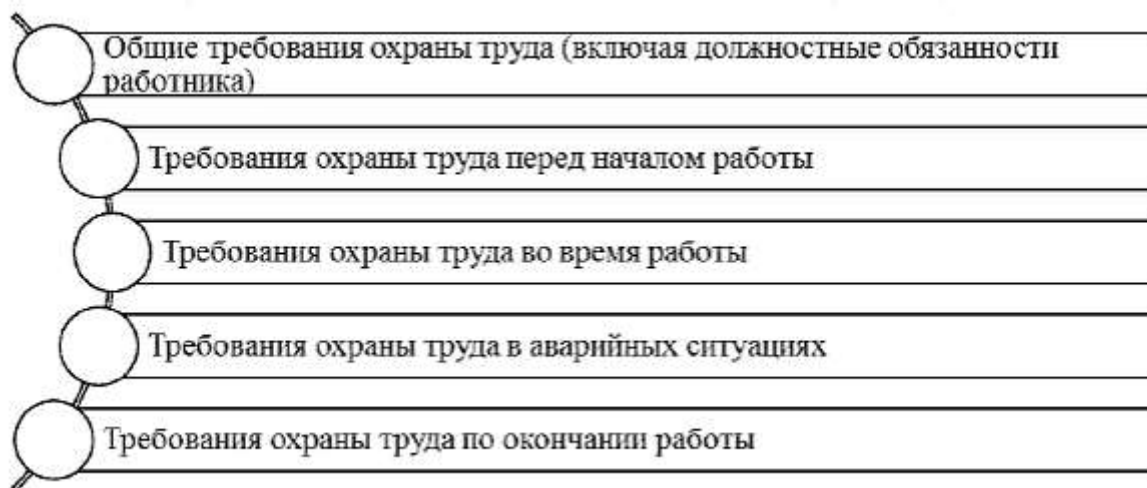 Общие требования охраны труда (включая должностные обязанности
работника)
Требования охраны труда перед началом работы
Требования охраны труда во время работы
Требования охраны труда в аварийных ситуациях
Требования охраны труда по окончании работы